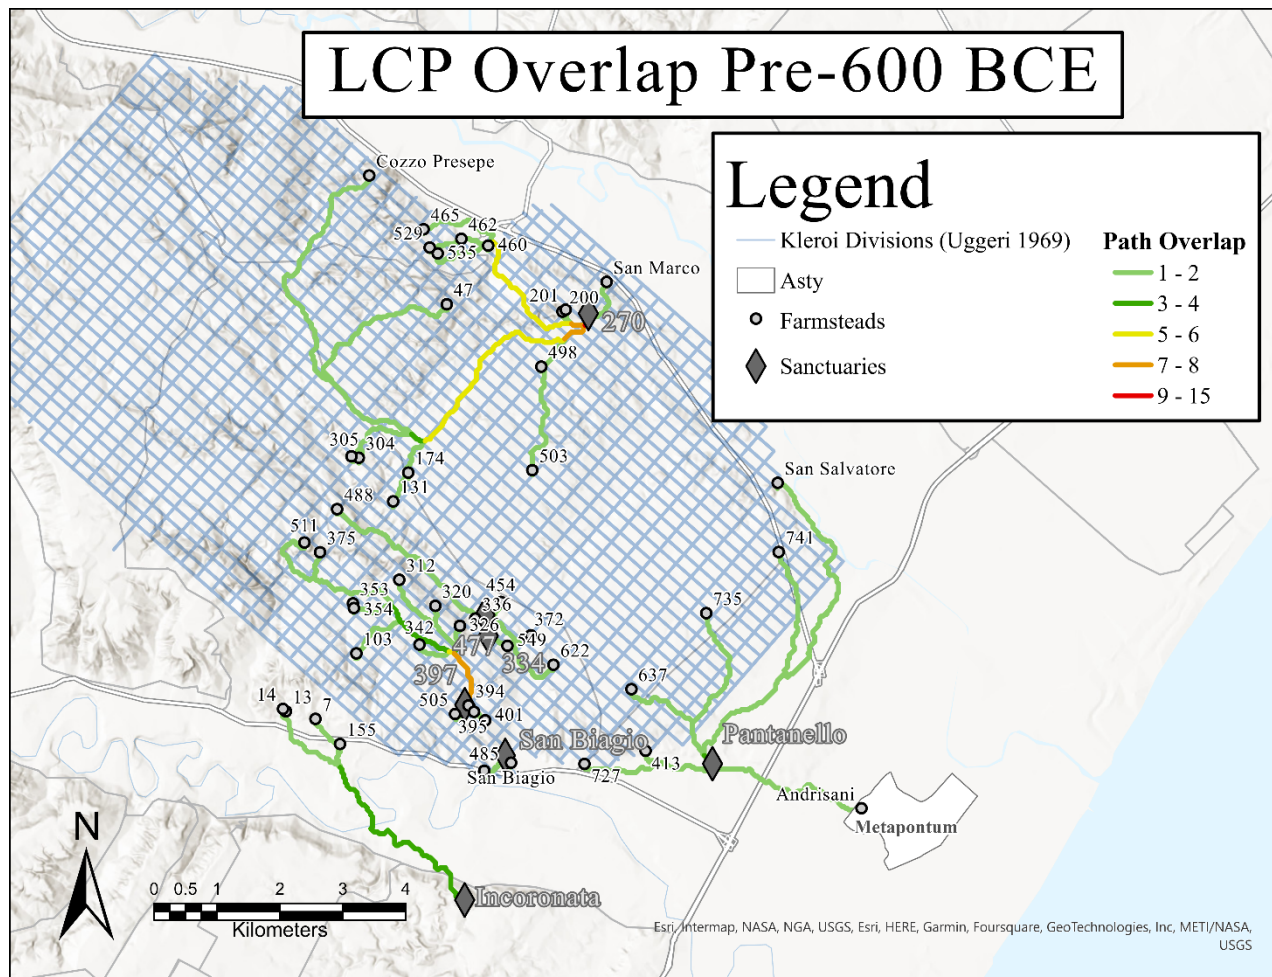 LCP Overlap Pre-600 BCE
Legend
Kleroi Divisions (Uggeri 1969)
Asty
Farmsteads
Sanctuaries
Path Overlap
1 - 2
3 - 4
5 - 6
7 - 8
9 - 15
Cozzo Presepe
465
462
529
535
460
San Marco
47
201
200
270
498
305
304
174
503
131
San Salvatore
488
511
375
741
312
353
354
320
454
336
326
372
735
103
342
477
549
334
622
397
637
14
13
7
505
394
395
401
155
San Biagio
Pantanello
485
San Biagio
727
413
Andrisani
Metapontum
Incoronata
N
0 0.5 1 2 3 4
Kilometers
Esri, Intermap, NASA, NGA, USGS, Esri, HERE, Garmin, Foursquare, GeoTechnologies, Inc, METI/NASA,
USGS